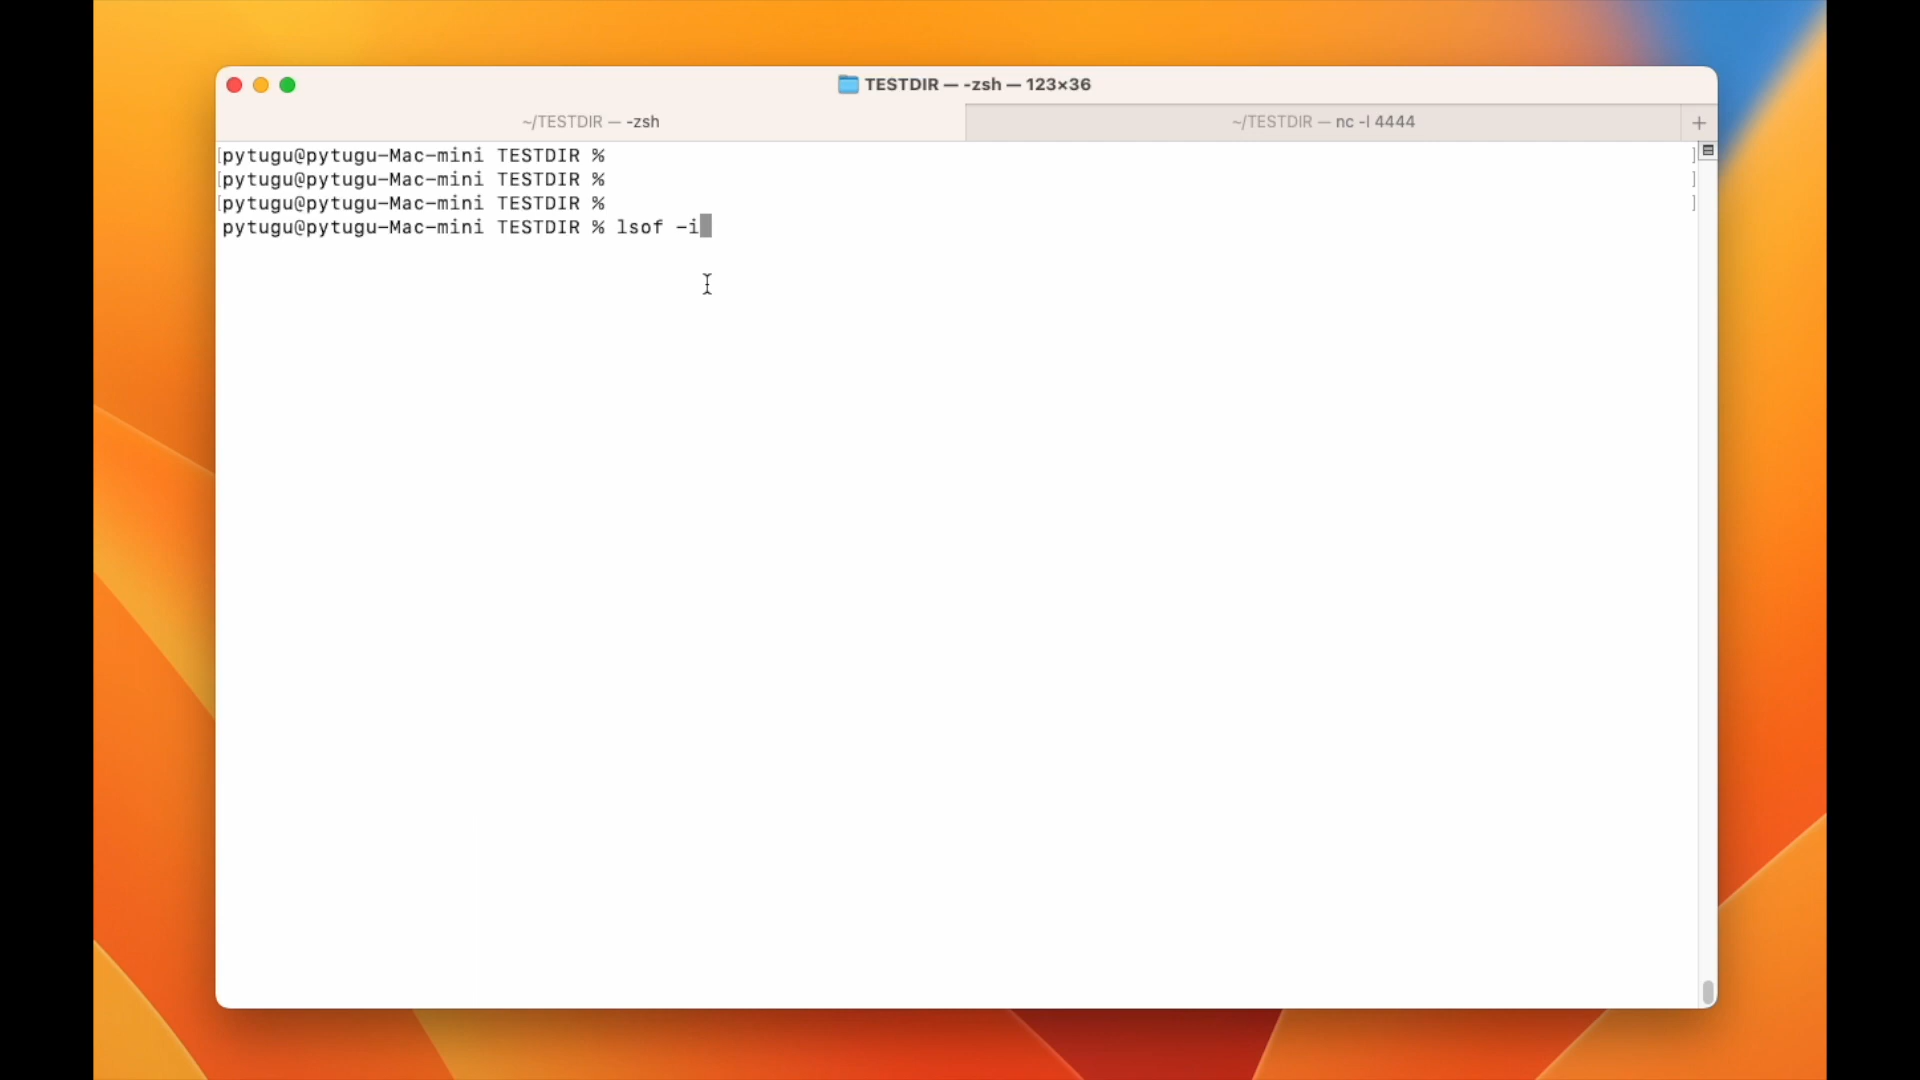 TESTDIR — -zsh — 123×36
~/TESTDIR — -zsh
~/TESTDIR — nc -l 4444
+
[pytugu@pytugu-Mac-mini TESTDIR % ]
[pytugu@pytugu-Mac-mini TESTDIR % ]
[pytugu@pytugu-Mac-mini TESTDIR % ]
pytugu@pytugu-Mac-mini TESTDIR % lsof -i